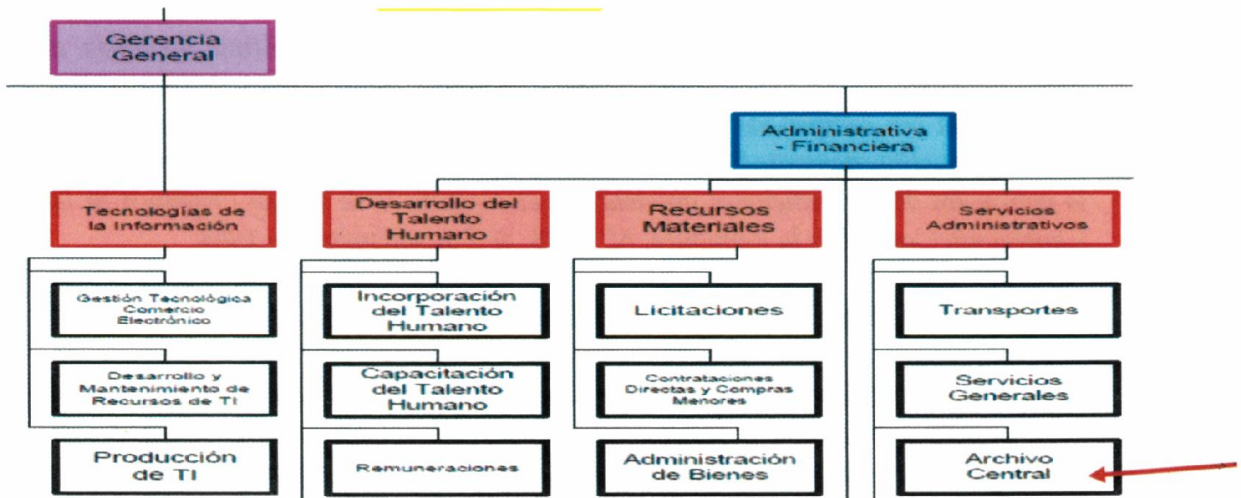 Gerencia
General
Administrativa
- Financiera
Tecnologías de
la Información
Desarrollo del
Talento
Humano
Recursos
Materiales
Servicios
Administrativos
Gestión Tecnológica
Comercio
Electrónico
Incorporación
del Talento
Humano
Licitaciones
Transportes
Desarrollo y
Mantenimiento de
Recursos de TI
Capacitación
del Talento
Humano
Contrataciones
Directas y Compras
Menores
Servicios
Generales
Producción
de TI
Remuneraciones
Administración
de Bienes
Archivo
Central